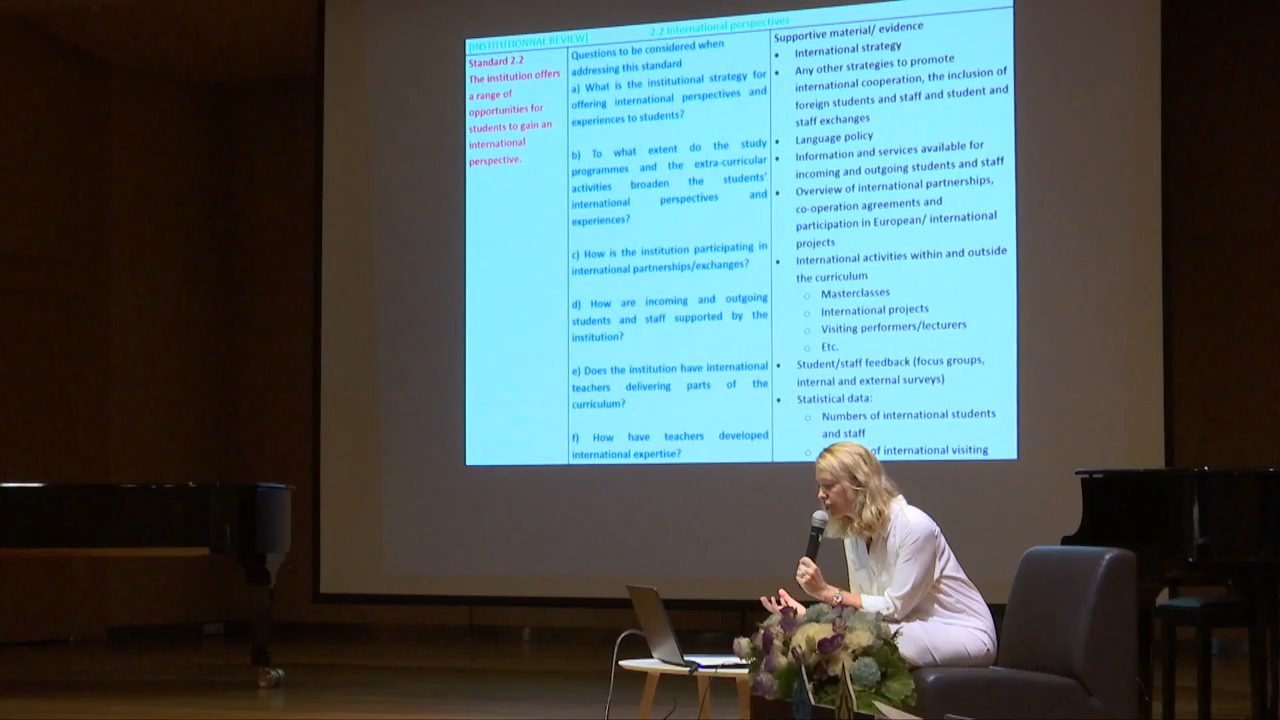 [INSTITUTIONNAL REVIEW]
2.2 International perspectives
Standard 2.2
The institution offers
a range of
opportunities for
students to gain an
international
perspective.
Questions to be considered when
addressing this standard
a) What is the institutional strategy for
offering international perspectives and
experiences to students?
b) To what extent do the study
programmes and the extra-curricular
activities broaden the students'
international perspectives and
experiences?
c) How is the institution participating in
international partnerships/exchanges?
d) How are incoming and outgoing
students and staff supported by the
institution?
e) Does the institution have international
teachers delivering parts of the
curriculum?
f) How have teachers developed
international expertise?
Supportive material/ evidence
• International strategy
• Any other strategies to promote
international cooperation, the inclusion of
foreign students and staff and student and
staff exchanges
• Language policy
• Information and services available for
incoming and outgoing students and staff
• Overview of international partnerships,
co-operation agreements and
participation in European/ international
projects
• International activities within and outside
the curriculum
o Masterclasses
o International projects
o Visiting performers/lecturers
o Etc.
• Student/staff feedback (focus groups,
internal and external surveys)
• Statistical data:
o Numbers of international students
and staff
o of international visiting